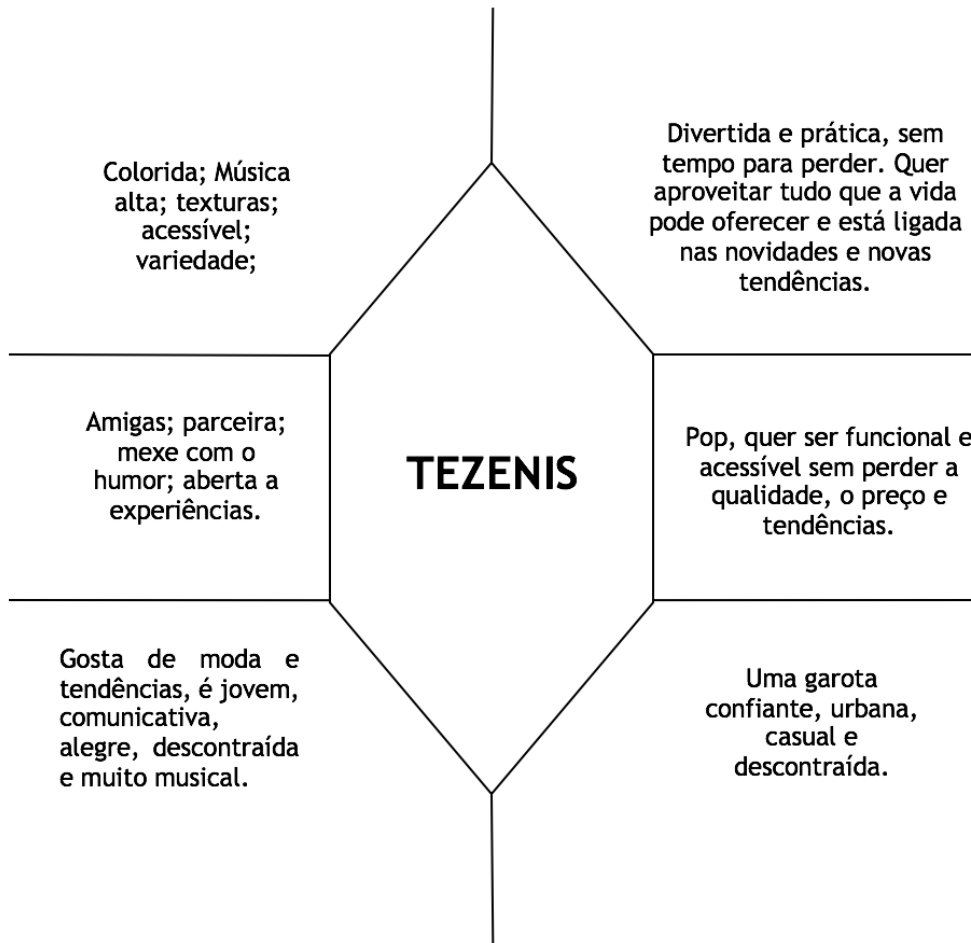 Colorida; Música
alta; texturas;
acessível;
variedade;
Divertida e prática, sem
tempo para perder. Quer
aproveitar tudo que a vida
pode oferecer e está ligada
nas novidades e novas
tendências.
Amigas; parceira;
mexe com o
humor; aberta a
experiências.
TEZENIS
Pop, quer ser funcional e
acessível sem perder a
qualidade, o preço e
tendências.
Gosta de moda e
tendências, é jovem,
comunicativa,
alegre, descontraída
e muito musical.
Uma garota
confiante, urbana,
casual e
descontraída.